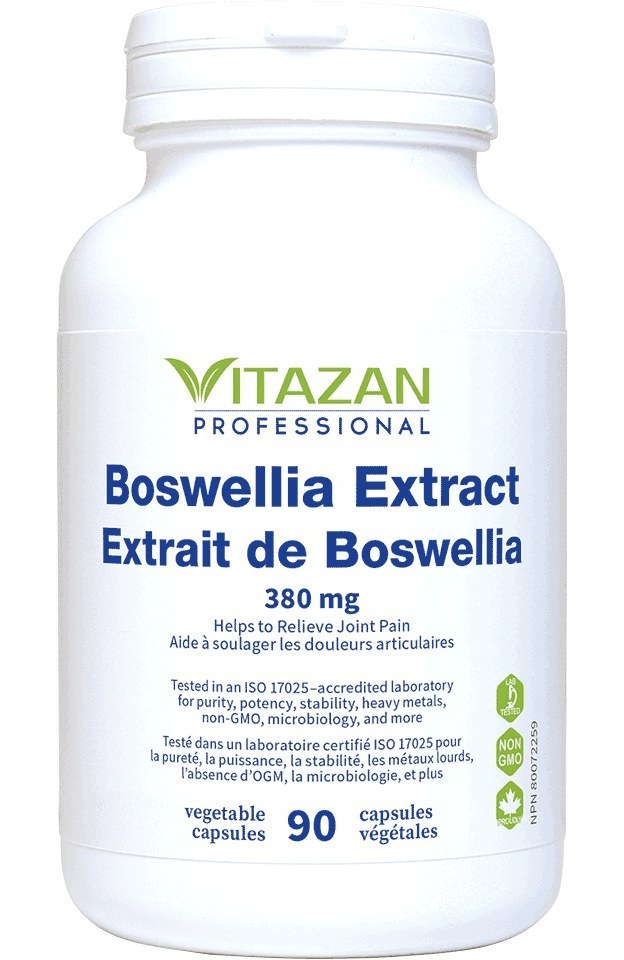 VITAZAN
PROFESSIONAL
Boswellia Extract
Extrait de Boswellia
380 mg
Helps to Relieve Joint Pain
Aide à soulager les douleurs articulaires
Tested in an ISO 17025–accredited laboratory
for purity, potency, stability, heavy metals,
non-GMO, microbiology, and more
Testé dans un laboratoire certifié ISO 17025 pour
la pureté, la puissance, la stabilité, les métaux lourds,
l'absence d'OGM, la microbiologie, et plus
vegetable
capsules
90
capsules
végétales
LAB
TESTED
NON
GMO
PROUDLY
NPN 80072259